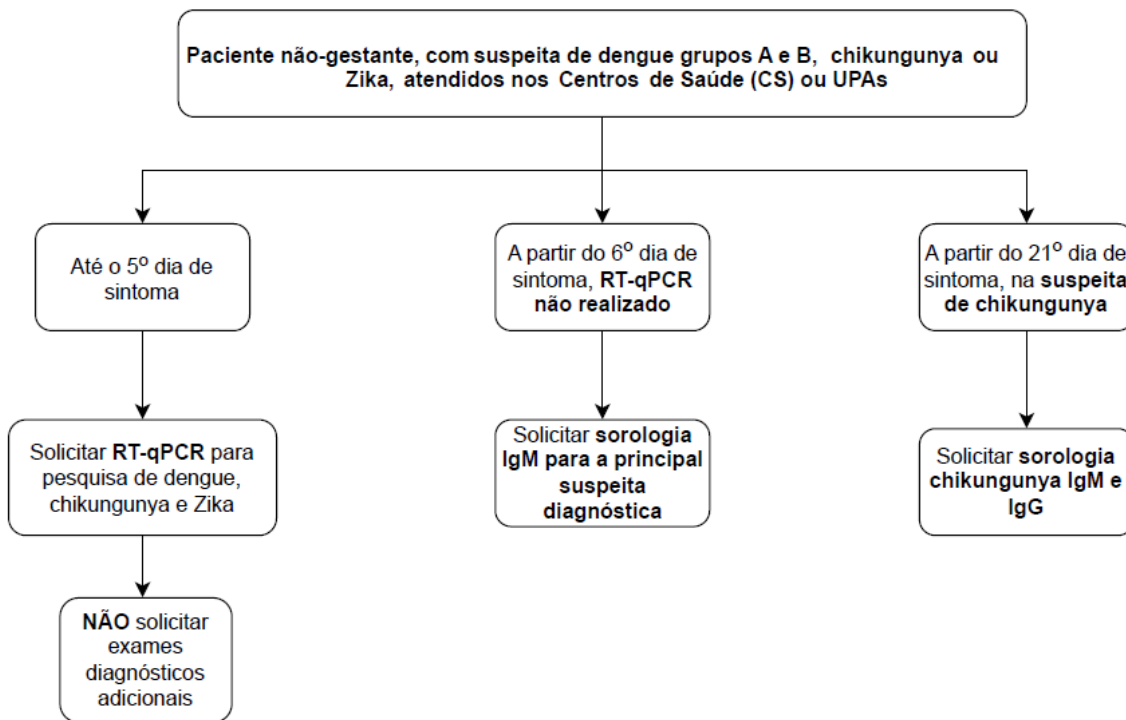 Paciente não-gestante, com suspeita de dengue grupos A e B, chikungunya ou
Zika, atendidos nos Centros de Saúde (CS) ou UPAs
Até o 5º dia de
sintoma
A partir do 6º dia de
sintoma, RT-qPCR
não realizado
A partir do 21º dia de
sintoma, na suspeita
de chikungunya
Solicitar RT-qPCR para
pesquisa de dengue,
chikungunya e Zika
Solicitar sorologia
IgM para a principal
suspeita
diagnóstica
Solicitar sorologia
chikungunya IgM e
IgG
NÃO solicitar
exames
diagnósticos
adicionais